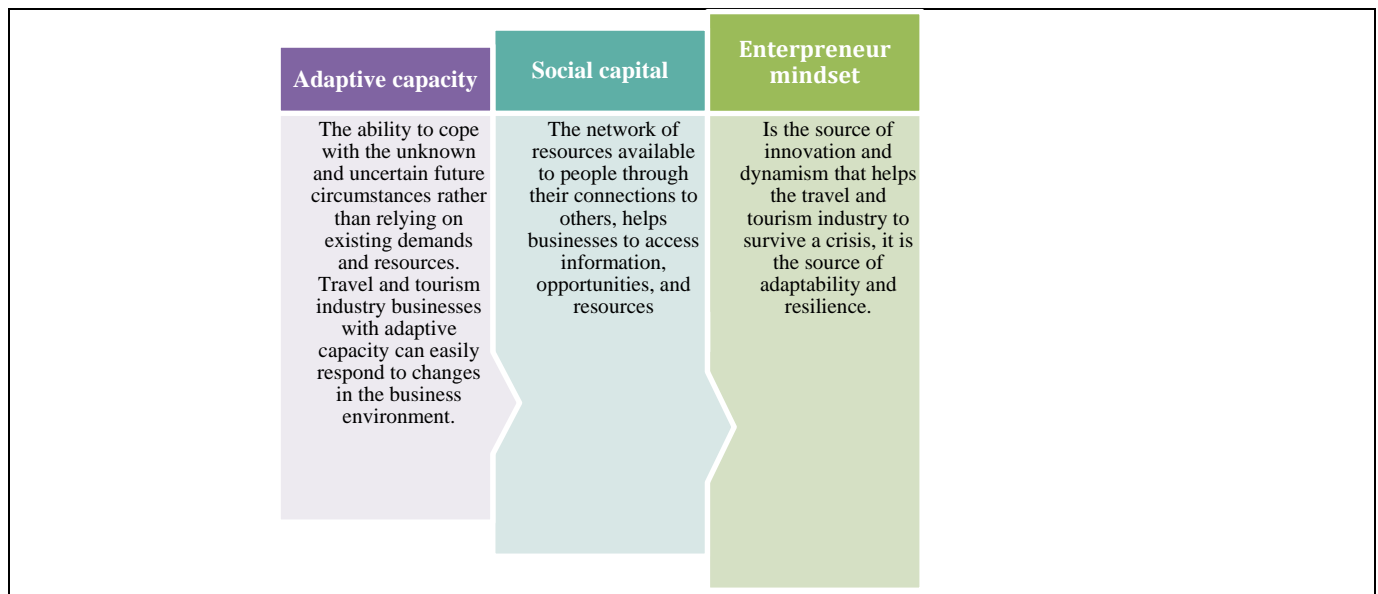 Adaptive capacity
The ability to cope
with the unknown
and uncertain future
circumstances rather
than relying on
existing demands
and resources.
Travel and tourism
industry businesses
with adaptive
capacity can easily
respond to changes
in the business
environment.
Social capital
The network of
resources available
to people through
their connections to
others, helps
businesses to access
information,
opportunities, and
resources
Enterpreneur
mindset
Is the source of
innovation and
dynamism that helps
the travel and
tourism industry to
survive a crisis, it is
the source of
adaptability and
resilience.